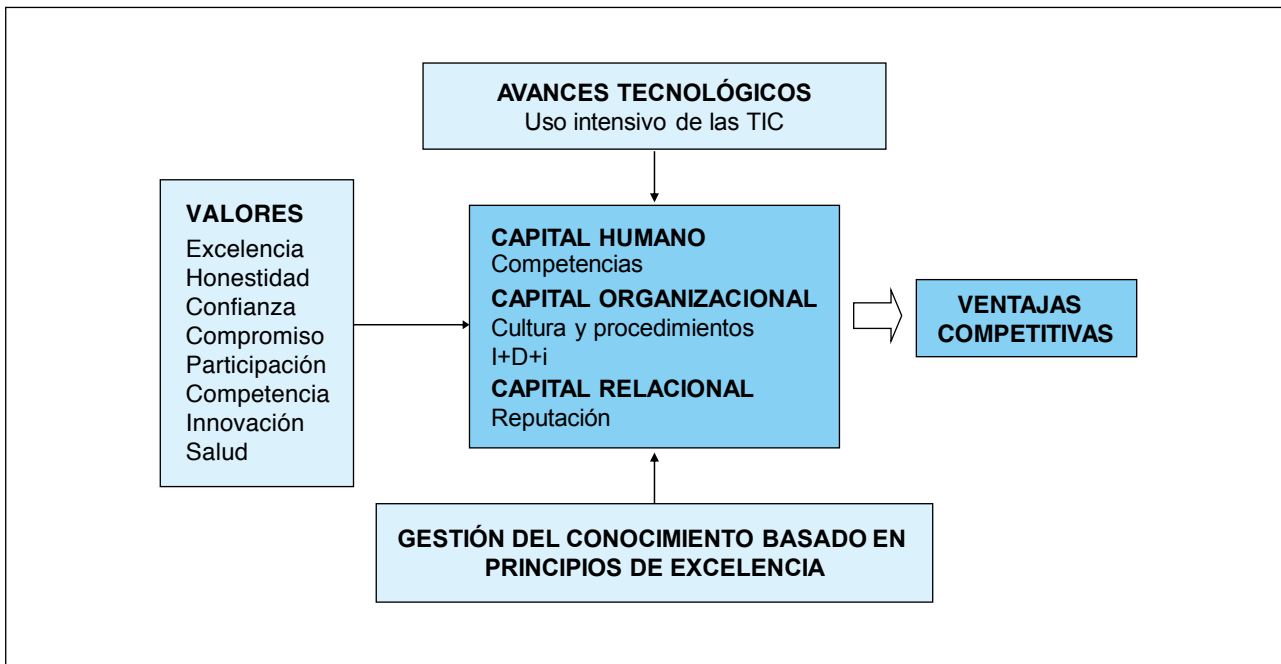 AVANCES TECNOLÓGICOS
Uso intensivo de las TIC
VALORES
Excelencia
Honestidad
Confianza
Compromiso
Participación
Competencia
Innovación
Salud
CAPITAL HUMANO
Competencias
CAPITAL ORGANIZACIONAL
Cultura y procedimientos
I+D+i
CAPITAL RELACIONAL
Reputación
VENTAJAS
COMPETITIVAS
GESTIÓN DEL CONOCIMIENTO BASADO EN
PRINCIPIOS DE EXCELENCIA